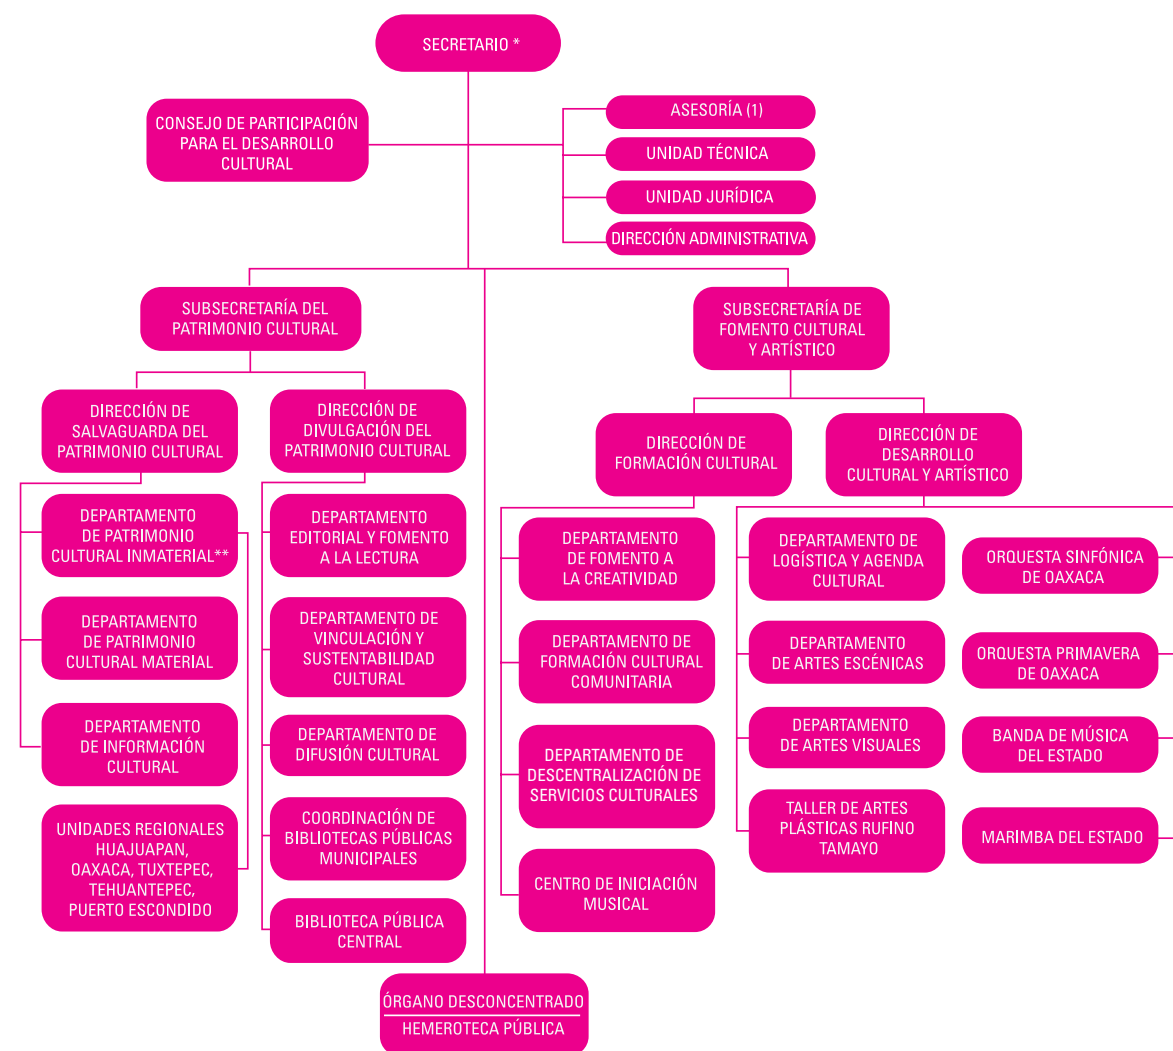 SECRETARIO *
CONSEJO DE PARTICIPACIÓN
PARA EL DESARROLLO
CULTURAL
ASESORÍA (1)
UNIDAD TÉCNICA
UNIDAD JURÍDICA
DIRECCIÓN ADMINISTRATIVA
SUBSECRETARÍA DEL
PATRIMONIO CULTURAL
SUBSECRETARÍA DE
FOMENTO CULTURAL
Y ARTÍSTICO
DIRECCIÓN DE
SALVAGUARDA DEL
PATRIMONIO CULTURAL
DIRECCIÓN DE
DIVULGACIÓN DEL
PATRIMONIO CULTURAL
DIRECCIÓN DE
FORMACIÓN CULTURAL
DIRECCIÓN DE
DESARROLLO
CULTURAL Y ARTÍSTICO
DEPARTAMENTO
DE PATRIMONIO
CULTURAL INMATERIAL**
DEPARTAMENTO
DE PATRIMONIO
CULTURAL MATERIAL
DEPARTAMENTO
DE INFORMACIÓN
CULTURAL
UNIDADES REGIONALES
HUAJUAPAN,
OAXACA, TUXTEPEC,
TEHUANTEPEC,
PUERTO ESCONDIDO
DEPARTAMENTO
EDITORIAL Y FOMENTO
A LA LECTURA
DEPARTAMENTO DE
VINCULACIÓN Y
SUSTENTABILIDAD
CULTURAL
DEPARTAMENTO DE
DIFUSIÓN CULTURAL
COORDINACIÓN DE
BIBLIOTECAS PÚBLICAS
MUNICIPALES
BIBLIOTECA PÚBLICA
CENTRAL
DEPARTAMENTO
DE FOMENTO A
LA CREATIVIDAD
DEPARTAMENTO DE
FORMACIÓN CULTURAL
COMUNITARIA
DEPARTAMENTO DE
DESCENTRALIZACIÓN DE
SERVICIOS CULTURALES
CENTRO DE INICIACIÓN
MUSICAL
DEPARTAMENTO DE
LOGÍSTICA Y AGENDA
CULTURAL
DEPARTAMENTO
DE ARTES ESCÉNICAS
DEPARTAMENTO
DE ARTES VISUALES
TALLER DE ARTES
PLÁSTICAS RUFINO
TAMAYO
ORQUESTA SINFÓNICA
DE OAXACA
ORQUESTA PRIMAVERA
DE OAXACA
BANDA DE MÚSICA
DEL ESTADO
MARIMBA DEL ESTADO
ÓRGANO DESCONCENTRADO
HEMEROTECA PÚBLICA